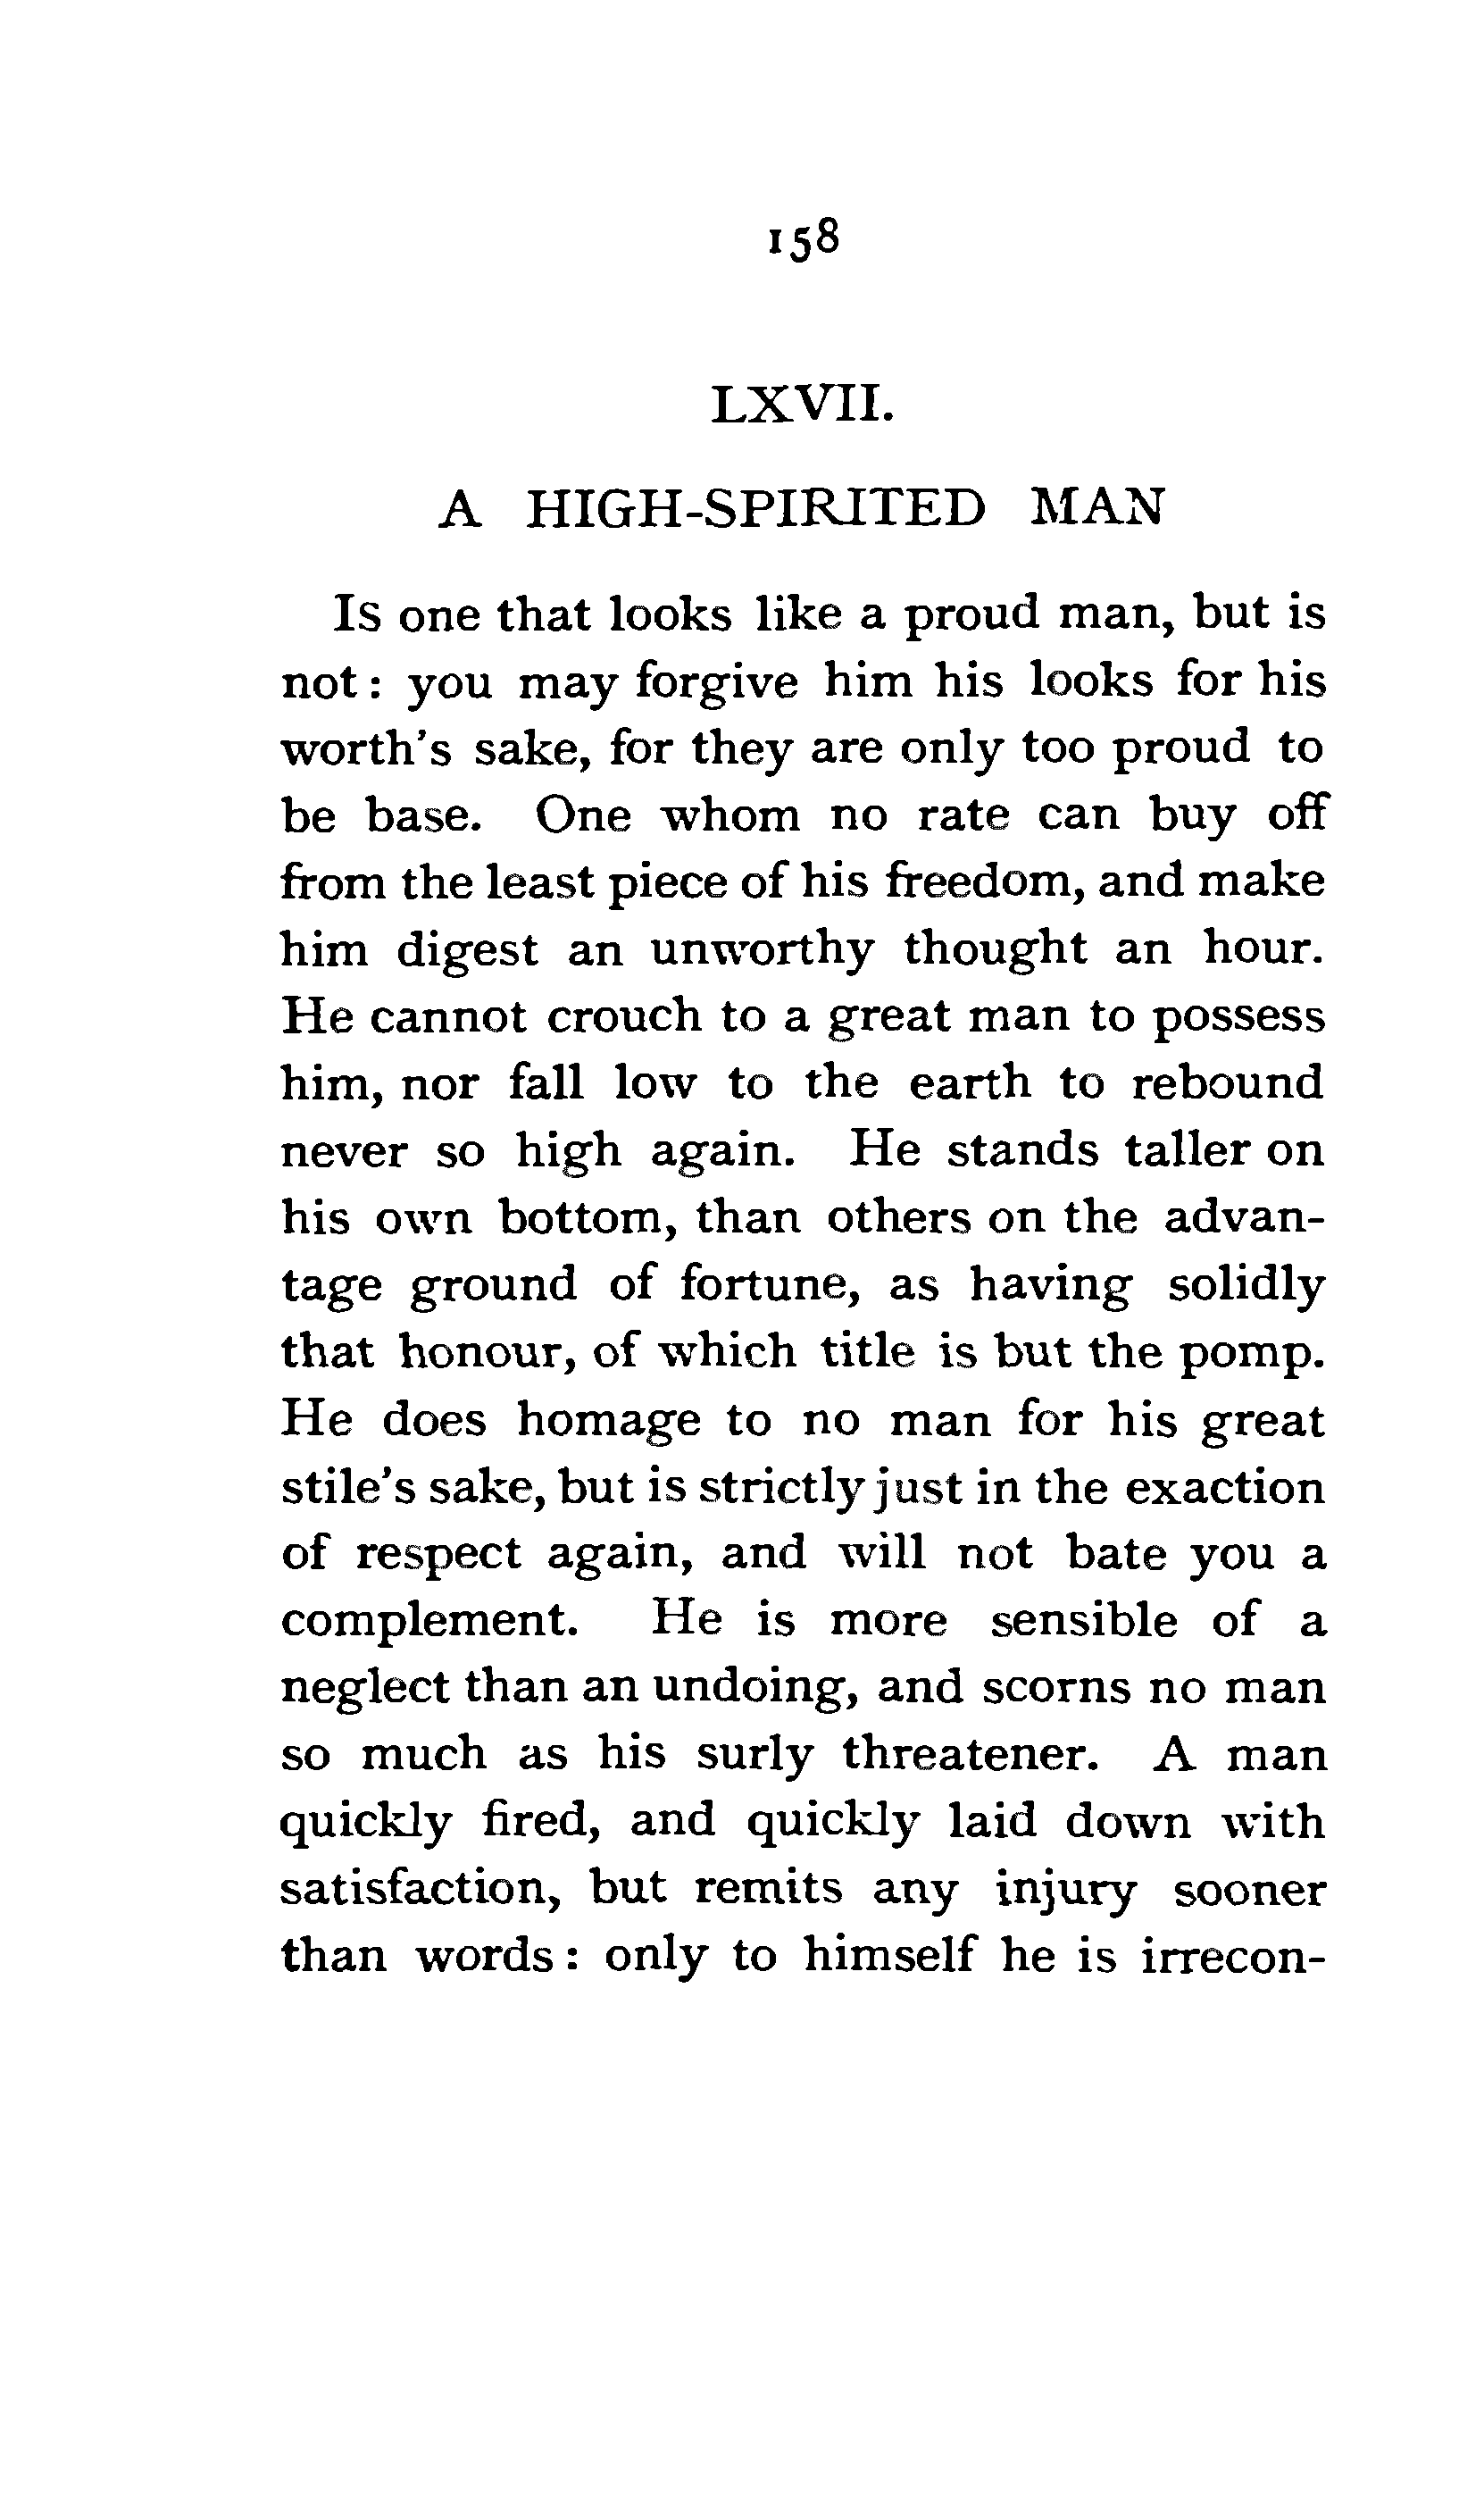 158
LXVII.
A HIGH-SPIRITED MAN
Is one that looks like a proud man, but is
not: you may forgive him his looks for his
worth's sake, for they are only too proud to
be base. One whom no rate can buy off
from the least piece of his freedom, and make
him digest an unworthy thought an hour.
He cannot crouch to a great man to possess
him, nor fall low to the earth to rebound
never so high again. He stands taller on
his own bottom, than others on the advan-
tage ground of fortune, as having solidly
that honour, of which title is but the pomp.
He does homage to no man for his great
stile's sake, but is strictly just in the exaction
of respect again, and will not bate you a
complement. He is more sensible of a
neglect than an undoing, and scorns no man
so much as his surly threatener. A man
quickly fired, and quickly laid down with
satisfaction, but remits any injury sooner
than words: only to himself he is irrecon-